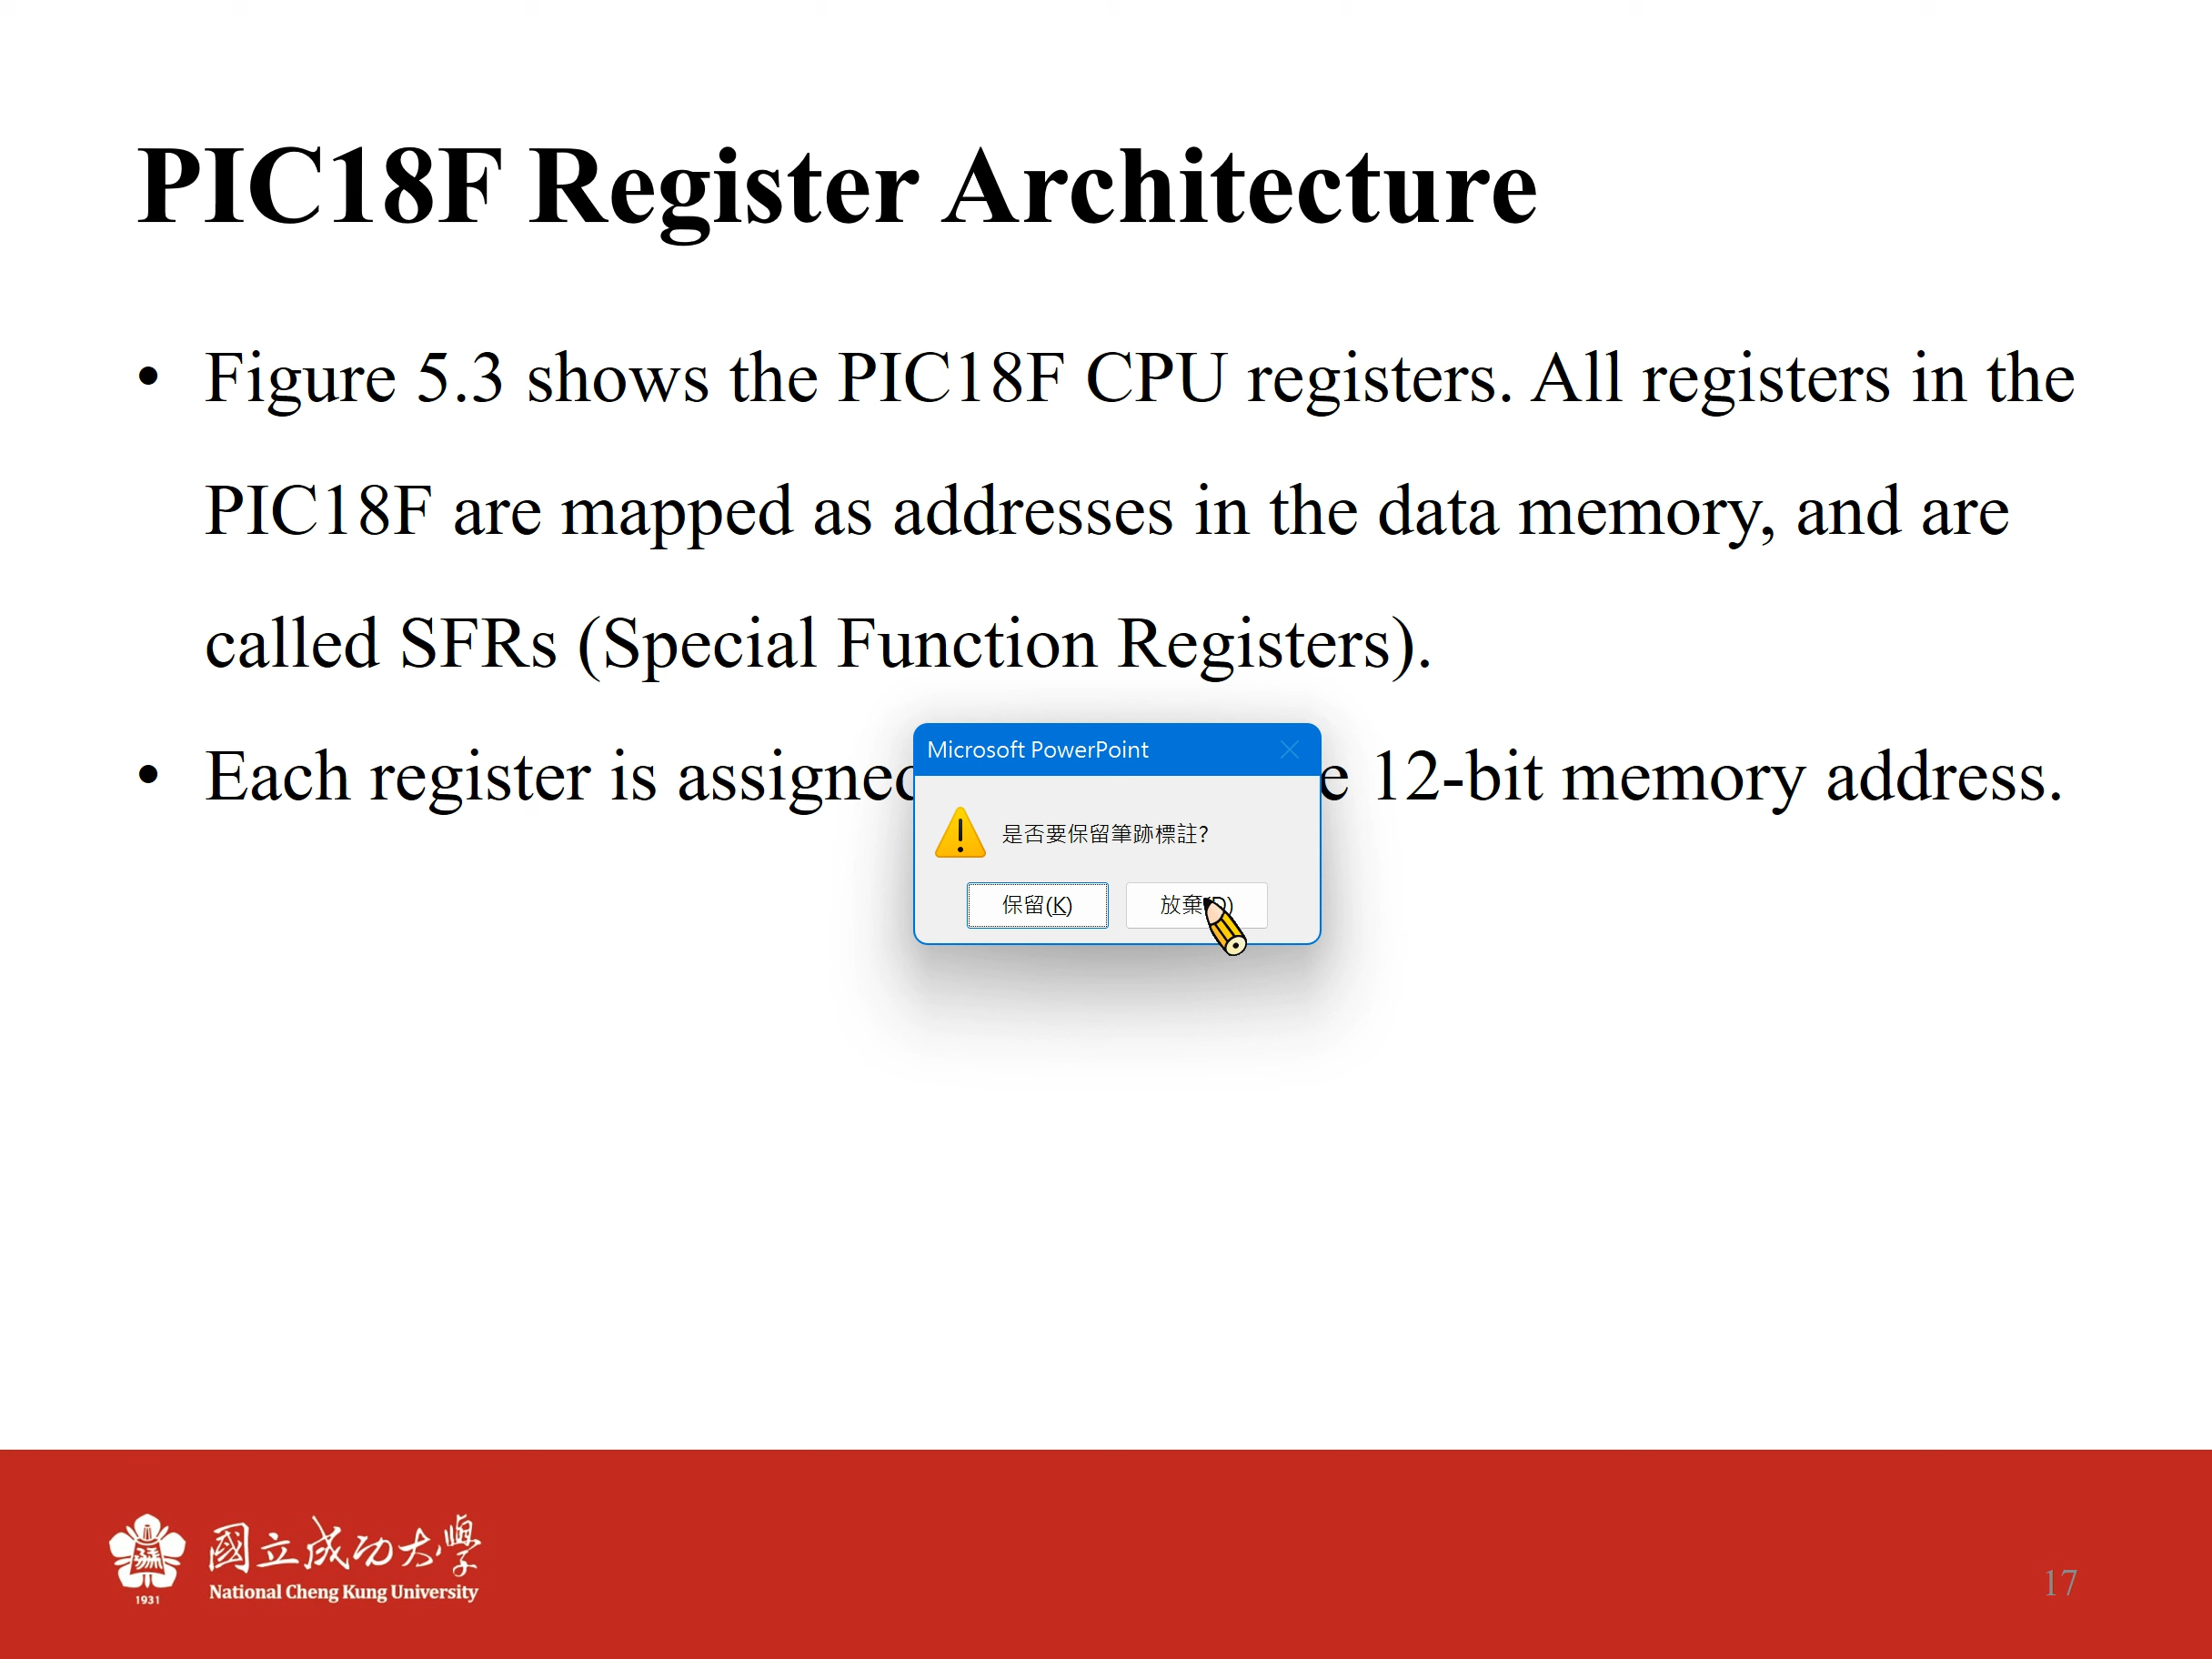 PIC18F Register Architecture
• Figure 5.3 shows the PIC18F CPU registers. All registers in the
PIC18F are mapped as addresses in the data memory, and are
called SFRs (Special Function Registers).
• Each register is assigned e 12-bit memory address.
Microsoft PowerPoint
是否要保留筆跡標註?
保留(K)
放棄(D)
國立成功大學
National Cheng Kung University
1931
17